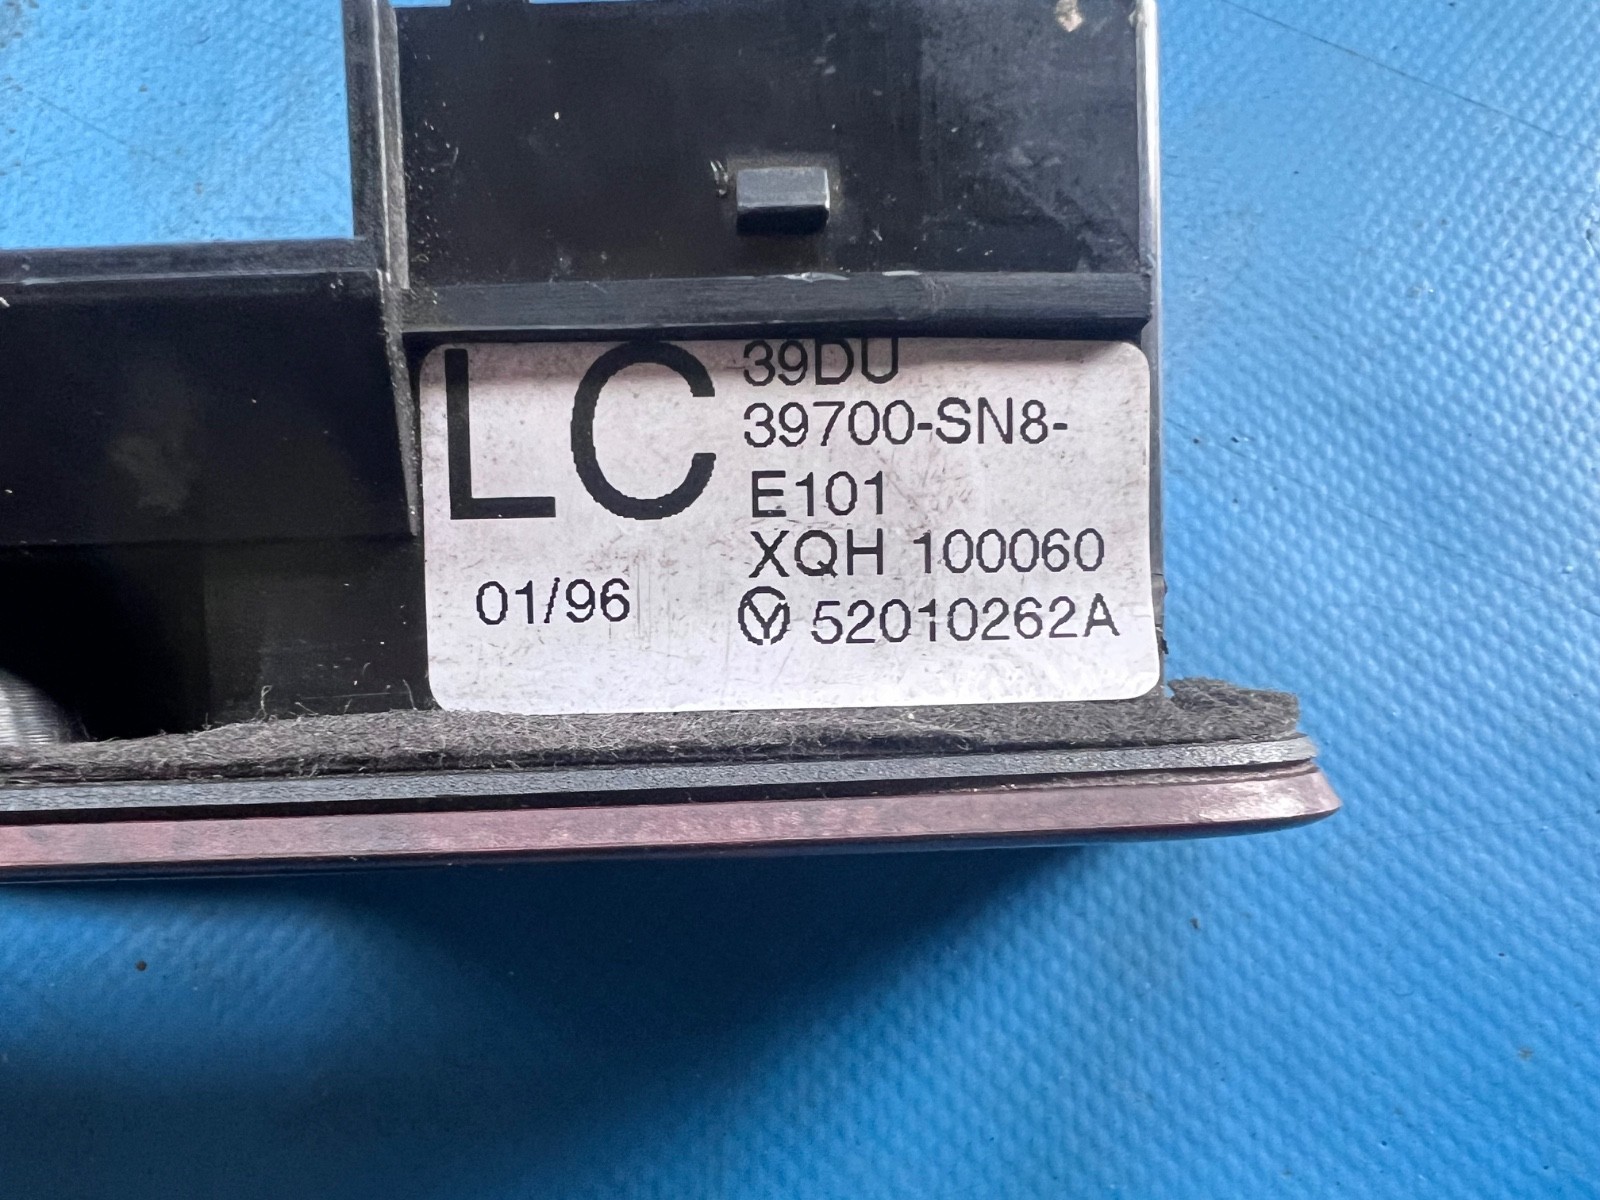 LC
39DU
39700-SN8-
E101
XQH 100060
01/96
52010262A